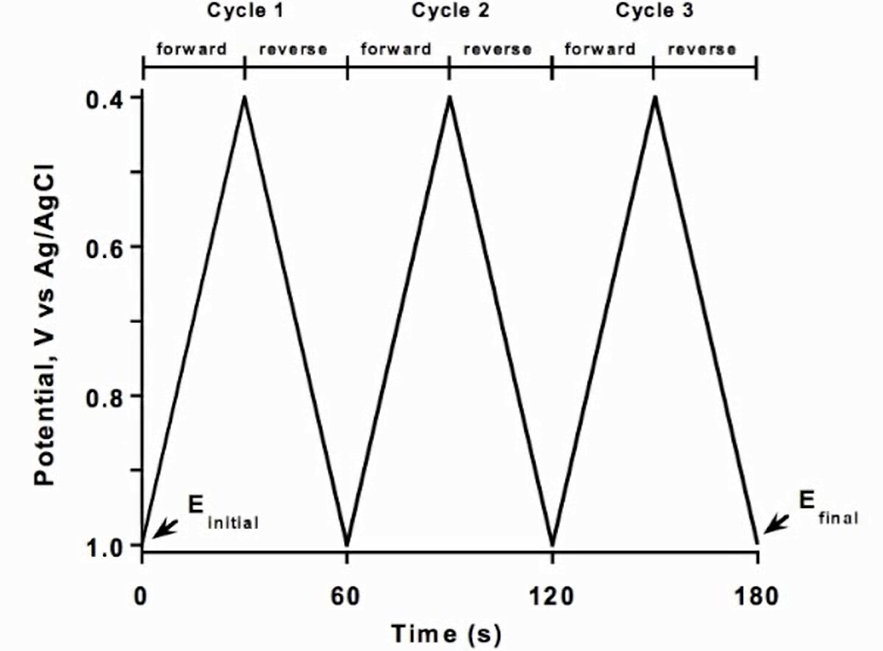 Cycle 1 Cycle 2 Cycle 3
forward reverse forward reverse forward reverse
0.4
0.6
0.8
1.0
Potential, V vs Ag/AgCl
E initial
E final
0 60 120 180
Time (s)